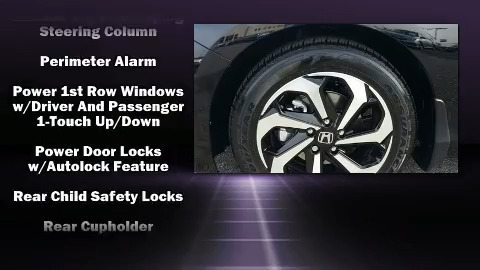 Steering Column
Perimeter Alarm
Power 1st Row Windows
w/Driver And Passenger
1-Touch Up/Down
Power Door Locks
w/Autolock Feature
Rear Child Safety Locks
Rear Cupholder